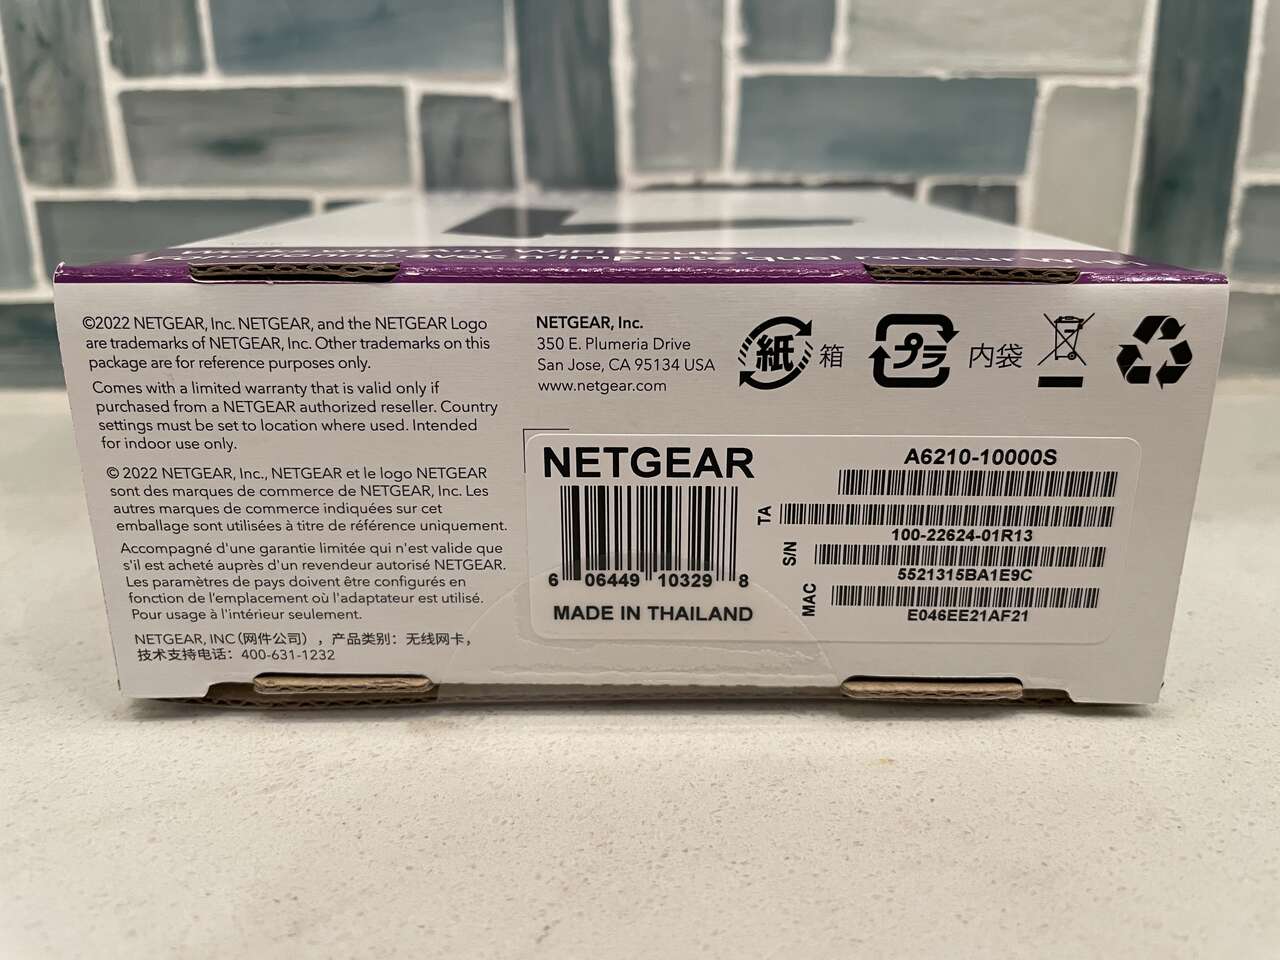 ©2022 NETGEAR, Inc. NETGEAR, and the NETGEAR Logo
are trademarks of NETGEAR, Inc. Other trademarks on this
package are for reference purposes only.
Comes with a limited warranty that is valid only if
purchased from a NETGEAR authorized reseller. Country
settings must be set to location where used. Intended
for indoor use only.
© 2022 NETGEAR, Inc., NETGEAR et le logo NETGEAR
sont des marques de commerce de NETGEAR, Inc. Les
autres marques de commerce indiquées sur cet
emballage sont utilisées à titre de référence uniquement.
Accompagné d'une garantie limitée qui n'est valide que
s'il est acheté auprès d'un revendeur autorisé NETGEAR.
Les paramètres de pays doivent être configurés en
fonction de l'emplacement où l'adaptateur est utilisé.
Pour usage à l'intérieur seulement.
NETGEAR, INC（网件公司），产品类别：无线网卡，
技术支持电话：400-631-1232
NETGEAR, Inc.
350 E. Plumeria Drive
San Jose, CA 95134 USA
www.netgear.com
紙 箱
プラ 内袋
NETGEAR
6 06449 10329 8
MADE IN THAILAND
A6210-10000S
TA
100-22624-01R13
S/N
5521315BA1E9C
MAC
E046EE21AF21